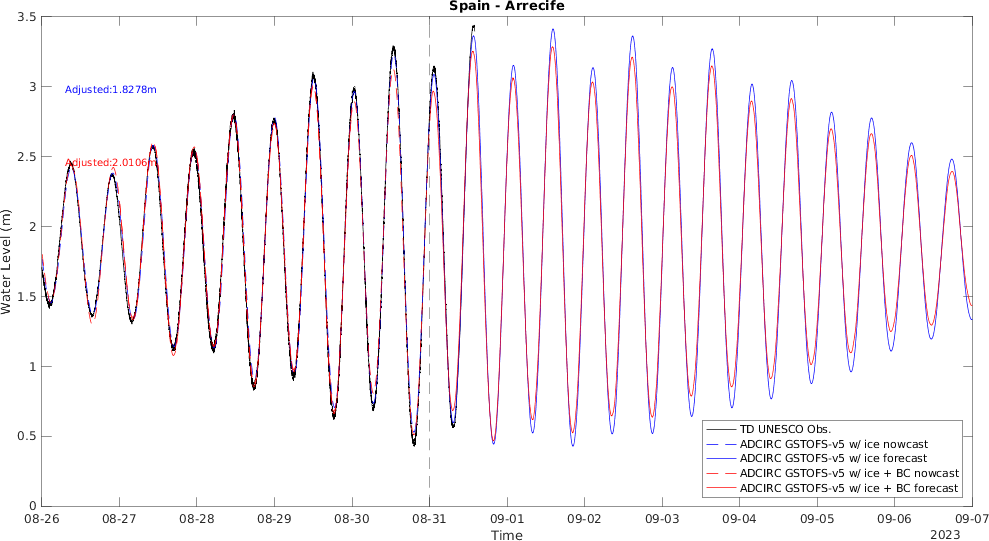 Spain - Arrecife
3.5
3
2.5
2
1.5
1
0.5
0
Water Level (m)
Adjusted:1.8278m
Adjusted:2.0106m
TD UNESCO Obs.
ADCIRC GSTOFS-v5 w/ ice nowcast
ADCIRC GSTOFS-v5 w/ ice forecast
ADCIRC GSTOFS-v5 w/ ice + BC nowcast
ADCIRC GSTOFS-v5 w/ ice + BC forecast
08-26 08-27 08-28 08-29 08-30 08-31 09-01 09-02 09-03 09-04 09-05 09-06 09-07
Time
2023